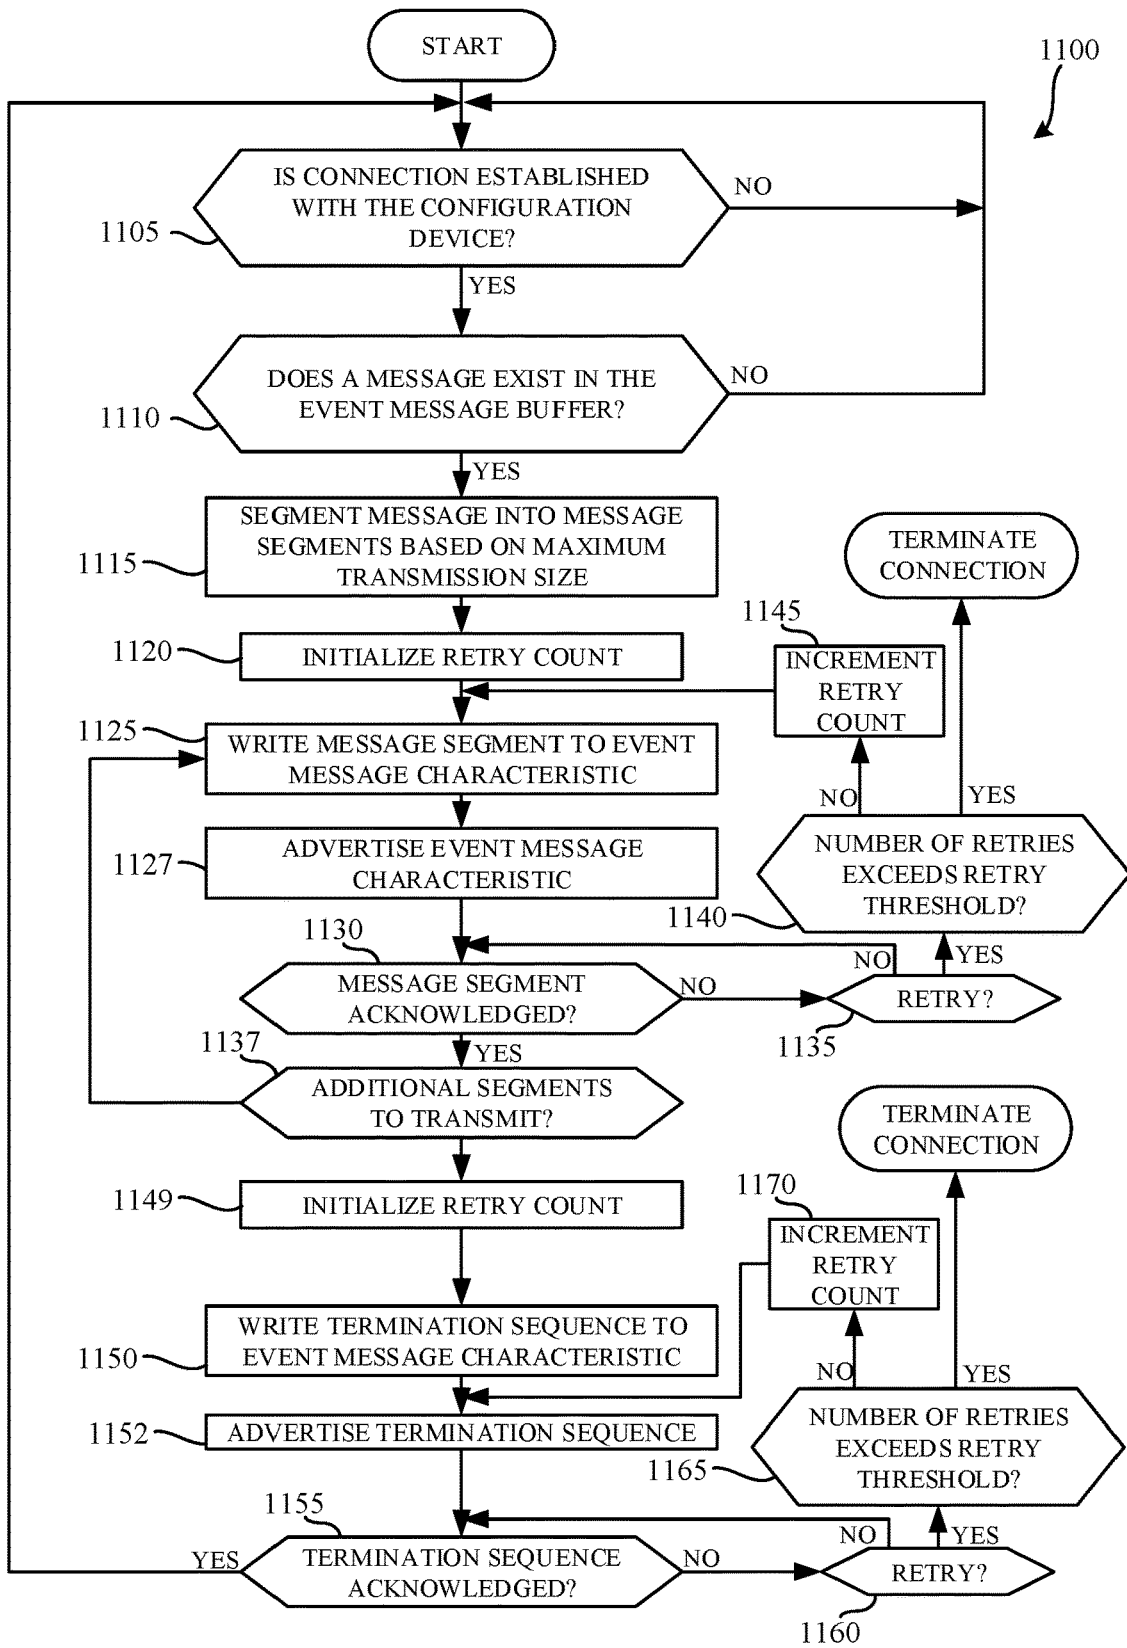 START
1100
IS CONNECTION ESTABLISHED
WITH THE CONFIGURATION
DEVICE?
NO
1105
YES
DOES A MESSAGE EXIST IN THE
EVENT MESSAGE BUFFER?
NO
1110
YES
SEGMENT MESSAGE INTO MESSAGE
SEGMENTS BASED ON MAXIMUM
TRANSMISSION SIZE
1115
TERMINATE
CONNECTION
1120
INITIALIZE RETRY COUNT
1145
INCREMENT
RETRY
COUNT
1125
WRITE MESSAGE SEGMENT TO EVENT
MESSAGE CHARACTERISTIC
NO
YES
1127
ADVERTISE EVENT MESSAGE
CHARACTERISTIC
NUMBER OF RETRIES
EXCEEDS RETRY
THRESHOLD?
1140
1130
NO
YES
MESSAGE SEGMENT
ACKNOWLEDGED?
NO
RETRY?
1135
1137
YES
ADDITIONAL SEGMENTS
TO TRANSMIT?
TERMINATE
CONNECTION
1149
INITIALIZE RETRY COUNT
1170
INCREMENT
RETRY
COUNT
WRITE TERMINATION SEQUENCE TO
EVENT MESSAGE CHARACTERISTIC
1150
NO
YES
1152
ADVERTISE TERMINATION SEQUENCE
NUMBER OF RETRIES
EXCEEDS RETRY
THRESHOLD?
1165
1155
NO
YES
YES
TERMINATION SEQUENCE
ACKNOWLEDGED?
NO
RETRY?
1160